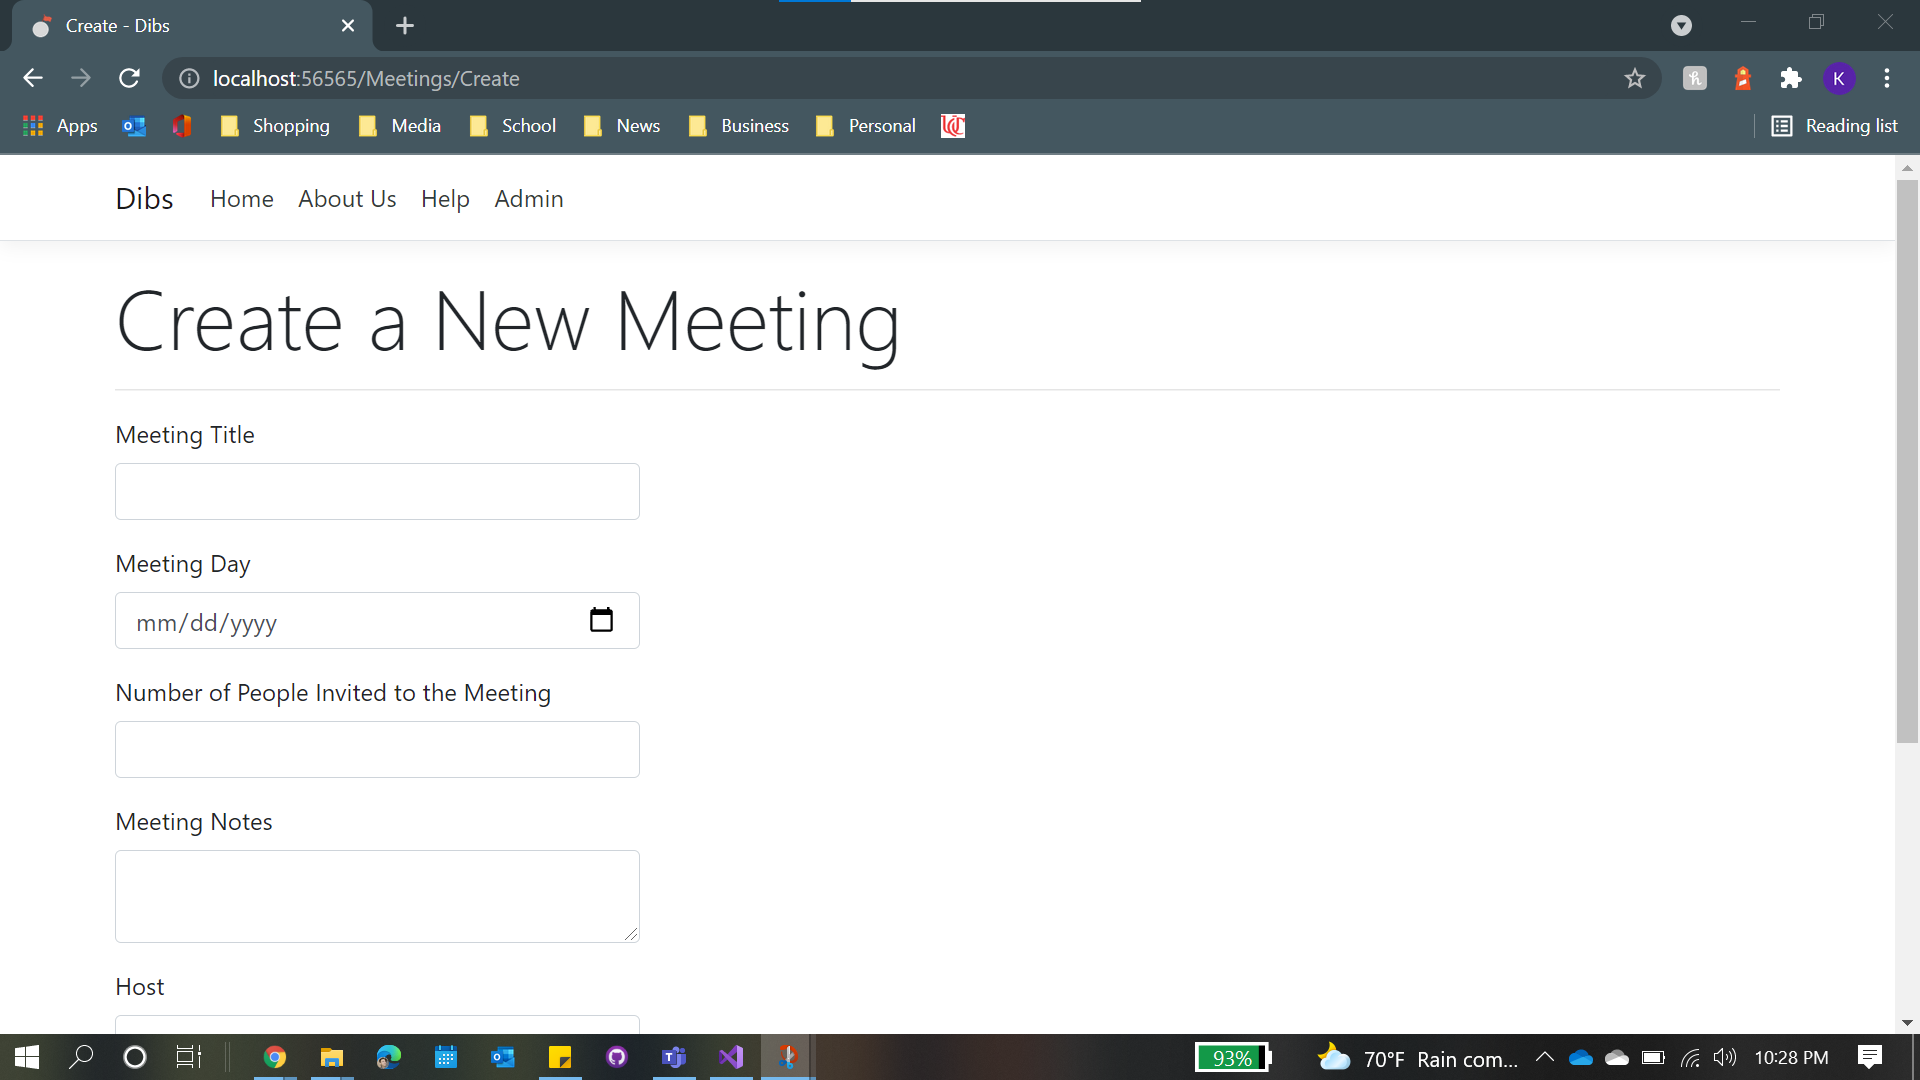 Create - Dibs
localhost:56565/Meetings/Create
K
Apps Shopping Media School News Business Personal UC Reading list
Dibs Home About Us Help Admin
Create a New Meeting
Meeting Title
Meeting Day
mm/dd/yyyy
Number of People Invited to the Meeting
Meeting Notes
Host
93% 70°F Rain com... 10:28 PM